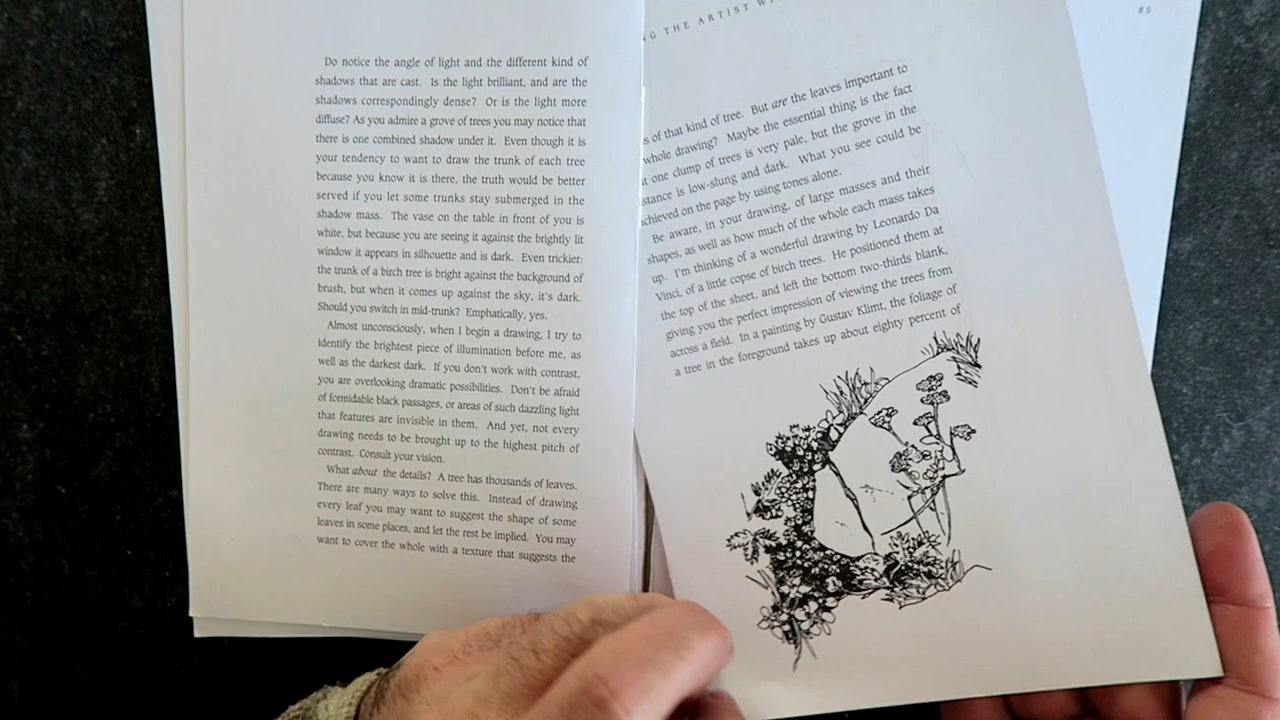 Do notice the angle of light and the different kind of
shadows that are cast. Is the light brilliant, and are the
shadows correspondingly dense? Or is the light more
diffuse? As you admire a grove of trees you may notice that
there is one combined shadow under it. Even though it is
your tendency to want to draw the trunk of each tree
because you know it is there, the truth would be better
served if you let some trunks stay submerged in the
shadow mass. The vase on the table in front of you is
white, but because you are seeing it against the brightly lit
window it appears in silhouette and is dark. Even trickier:
the trunk of a birch tree is bright against the background of
brush, but when it comes up against the sky, it's dark.
Should you switch in mid-trunk? Emphatically, yes.
Almost unconsciously, when I begin a drawing, I try to
identify the brightest piece of illumination before me, as
well as the darkest dark. If you don't work with contrast,
you are overlooking dramatic possibilities. Don't be afraid
of formidable black passages, or areas of such dazzling light
that features are invisible in them. And yet, not every
drawing needs to be brought up to the highest pitch of
contrast. Consult your vision.
What about the details? A tree has thousands of leaves.
There are many ways to solve this. Instead of drawing
every leaf you may want to suggest the shape of some
leaves in some places, and let the rest be implied. You may
want to cover the whole with a texture that suggests the
THE ARTIST
85
of that kind of tree. But are the leaves important to
whole drawing? Maybe the essential thing is the fact
one clump of trees is very pale, but the grove in the
is low-slung and dark. What you see could be
on the page by using tones alone.
Be aware, in your drawing, of large masses and their
shapes, as well as how much of the whole each mass takes
up. I'm thinking of a wonderful drawing by Leonardo Da
Vinci, of a little copse of birch trees. He positioned them at
the top of the sheet, and left the bottom two-thirds blank,
giving you the perfect impression of viewing the trees from
across a field. In a painting by Gustav Klimt, the foliage of
a tree in the foreground takes up about eighty percent of